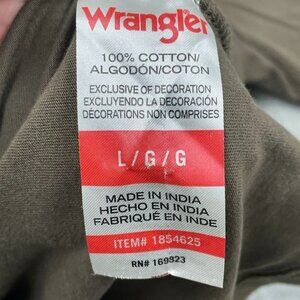 Wrangler
100% COTTON/
ALGODÓN/COTON
EXCLUSIVE OF DECORATION
EXCLUYENDO LA DECORACIÓN
DÉCORATIONS NON COMPRISES
L/G/G
MADE IN INDIA
HECHO EN INDIA
FABRIQUÉ EN INDE
ITEM# 1854625
RN# 169923